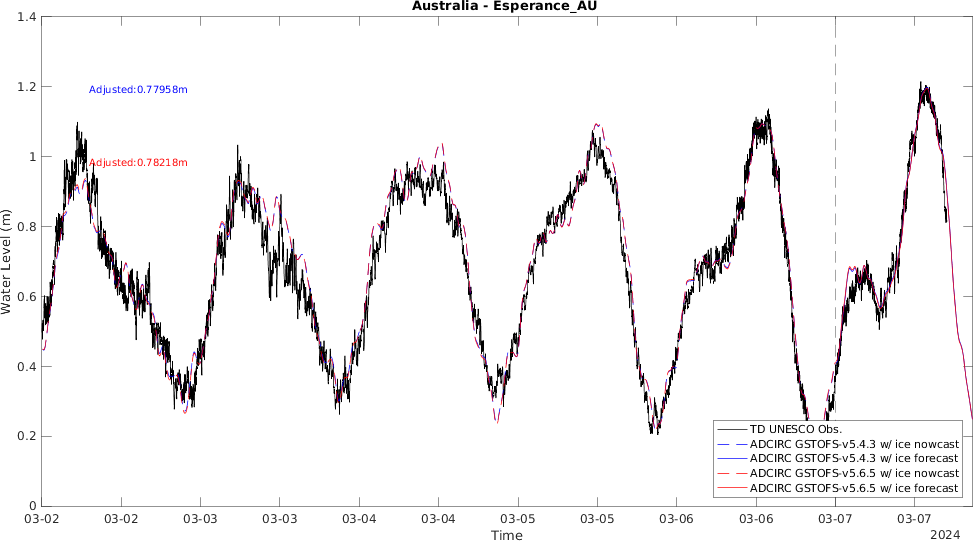 Australia - Esperance_AU
1.4
1.2
1
0.8
0.6
0.4
0.2
0
Water Level (m)
Adjusted:0.77958m
Adjusted:0.78218m
TD UNESCO Obs.
ADCIRC GSTOFS-v5.4.3 w/ ice nowcast
ADCIRC GSTOFS-v5.4.3 w/ ice forecast
ADCIRC GSTOFS-v5.6.5 w/ ice nowcast
ADCIRC GSTOFS-v5.6.5 w/ ice forecast
03-02 03-02 03-03 03-03 03-04 03-04 03-05 03-05 03-06 03-06 03-07 03-07
Time
2024